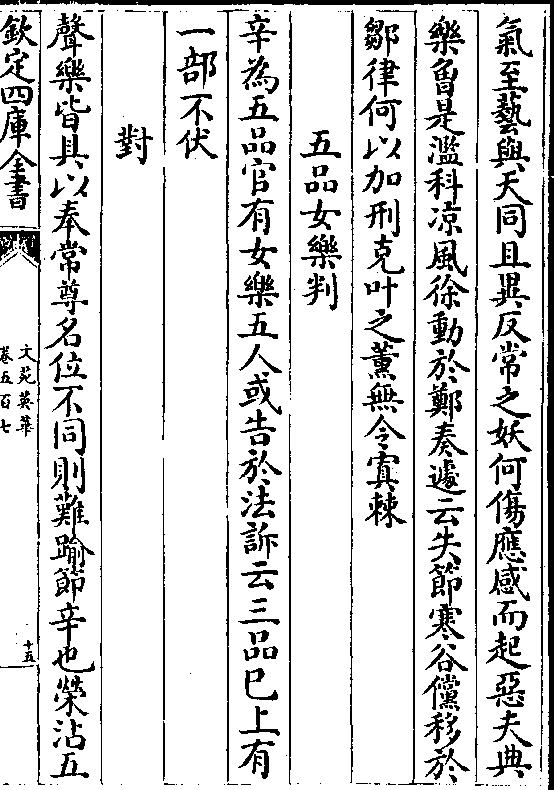 氣至藝與天同且異反常之妖何傷應感而起惡夫典
樂魯是濫科凉風徐動於鄭奏遽云失節寒谷儻移於
鄒律何以加刑克叶之薰無令寘棘
五品女樂判
辛為五品官有女樂五人或告於法訴云三品已上有
一部不伏
對
聲樂皆具以奉常尊名位不同則難踰節辛也榮沾五
欽定四庫全書
文苑英華
卷五百七
十五